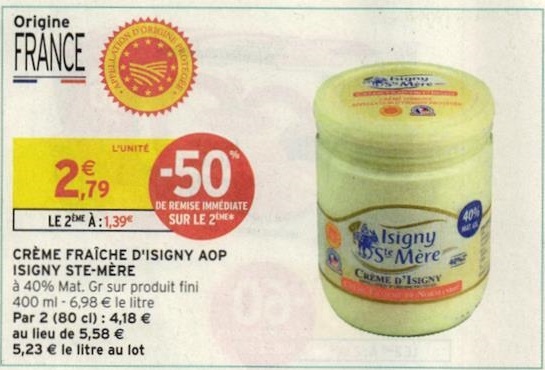 Origine
FRANCE
APPELLATION D'ORIGINE PROTÉGÉE
L'UNITÉ
2,€79
-50%
DE REMISE IMMÉDIATE
SUR LE 2ÈME*
LE 2ÈME À : 1,39€
CRÈME FRAÎCHE D'ISIGNY AOP
ISIGNY STE-MÈRE
à 40% Mat. Gr sur produit fini
400 ml - 6,98 € le litre
Par 2 (80 cl) : 4,18 €
au lieu de 5,58 €
5,23 € le litre au lot
Isigny
Ste Mère
40%
MAT. GR.
Isigny
Ste Mère
CRÈME D'ISIGNY